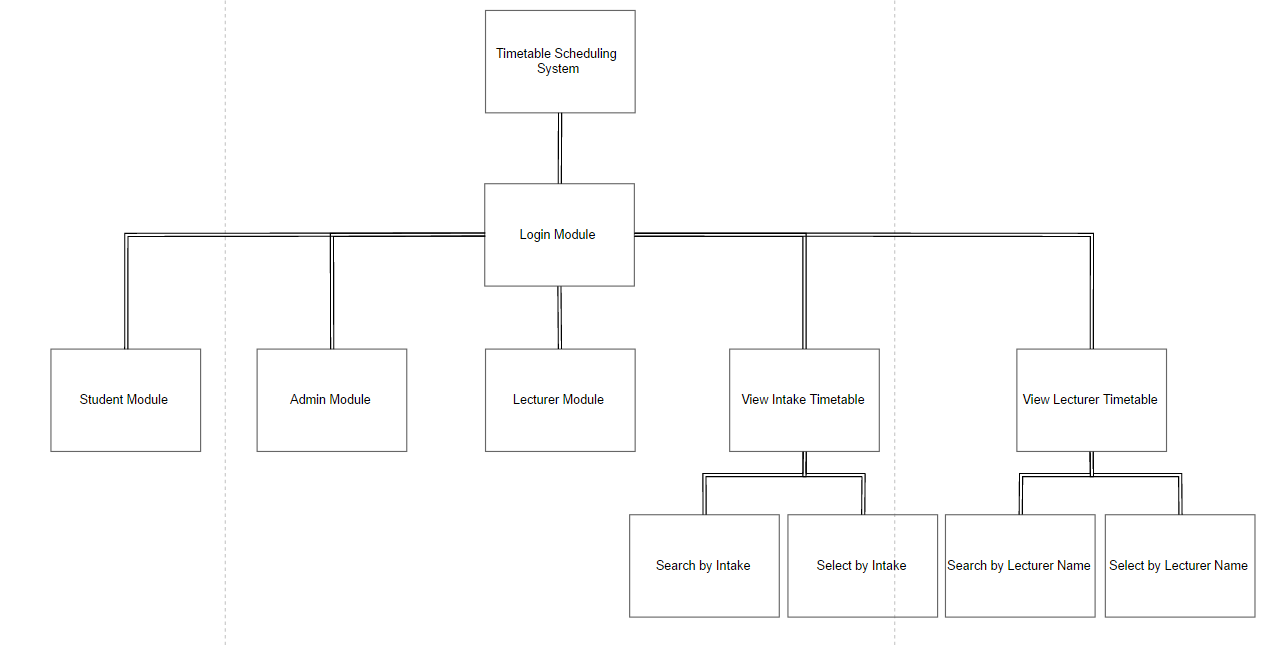 Timetable Scheduling
System
Login Module
Student Module
Admin Module
Lecturer Module
View Intake Timetable
View Lecturer Timetable
Search by Intake
Select by Intake
Search by Lecturer Name
Select by Lecturer Name